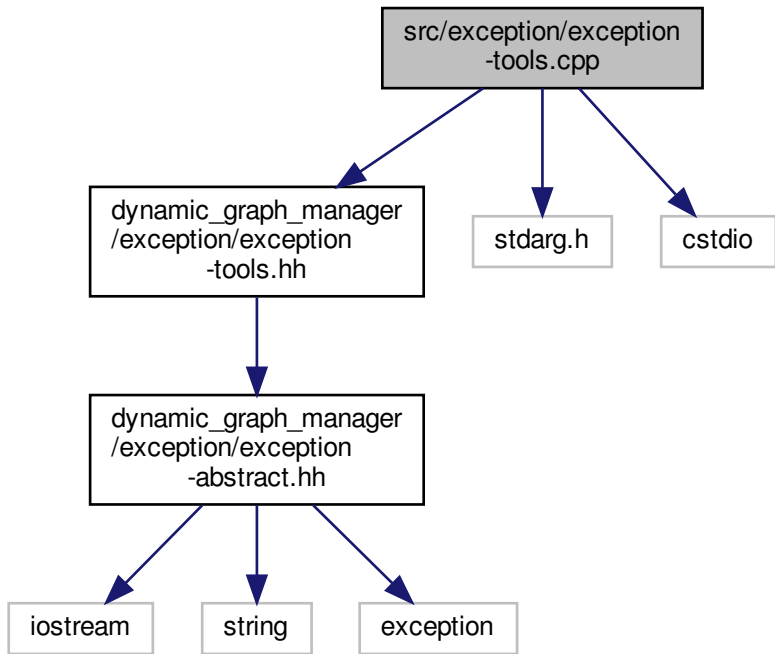 src/exception/exception
-tools.cpp
dynamic_graph_manager
/exception/exception
-tools.hh
stdarg.h
cstdio
dynamic_graph_manager
/exception/exception
-abstract.hh
iostream
string
exception